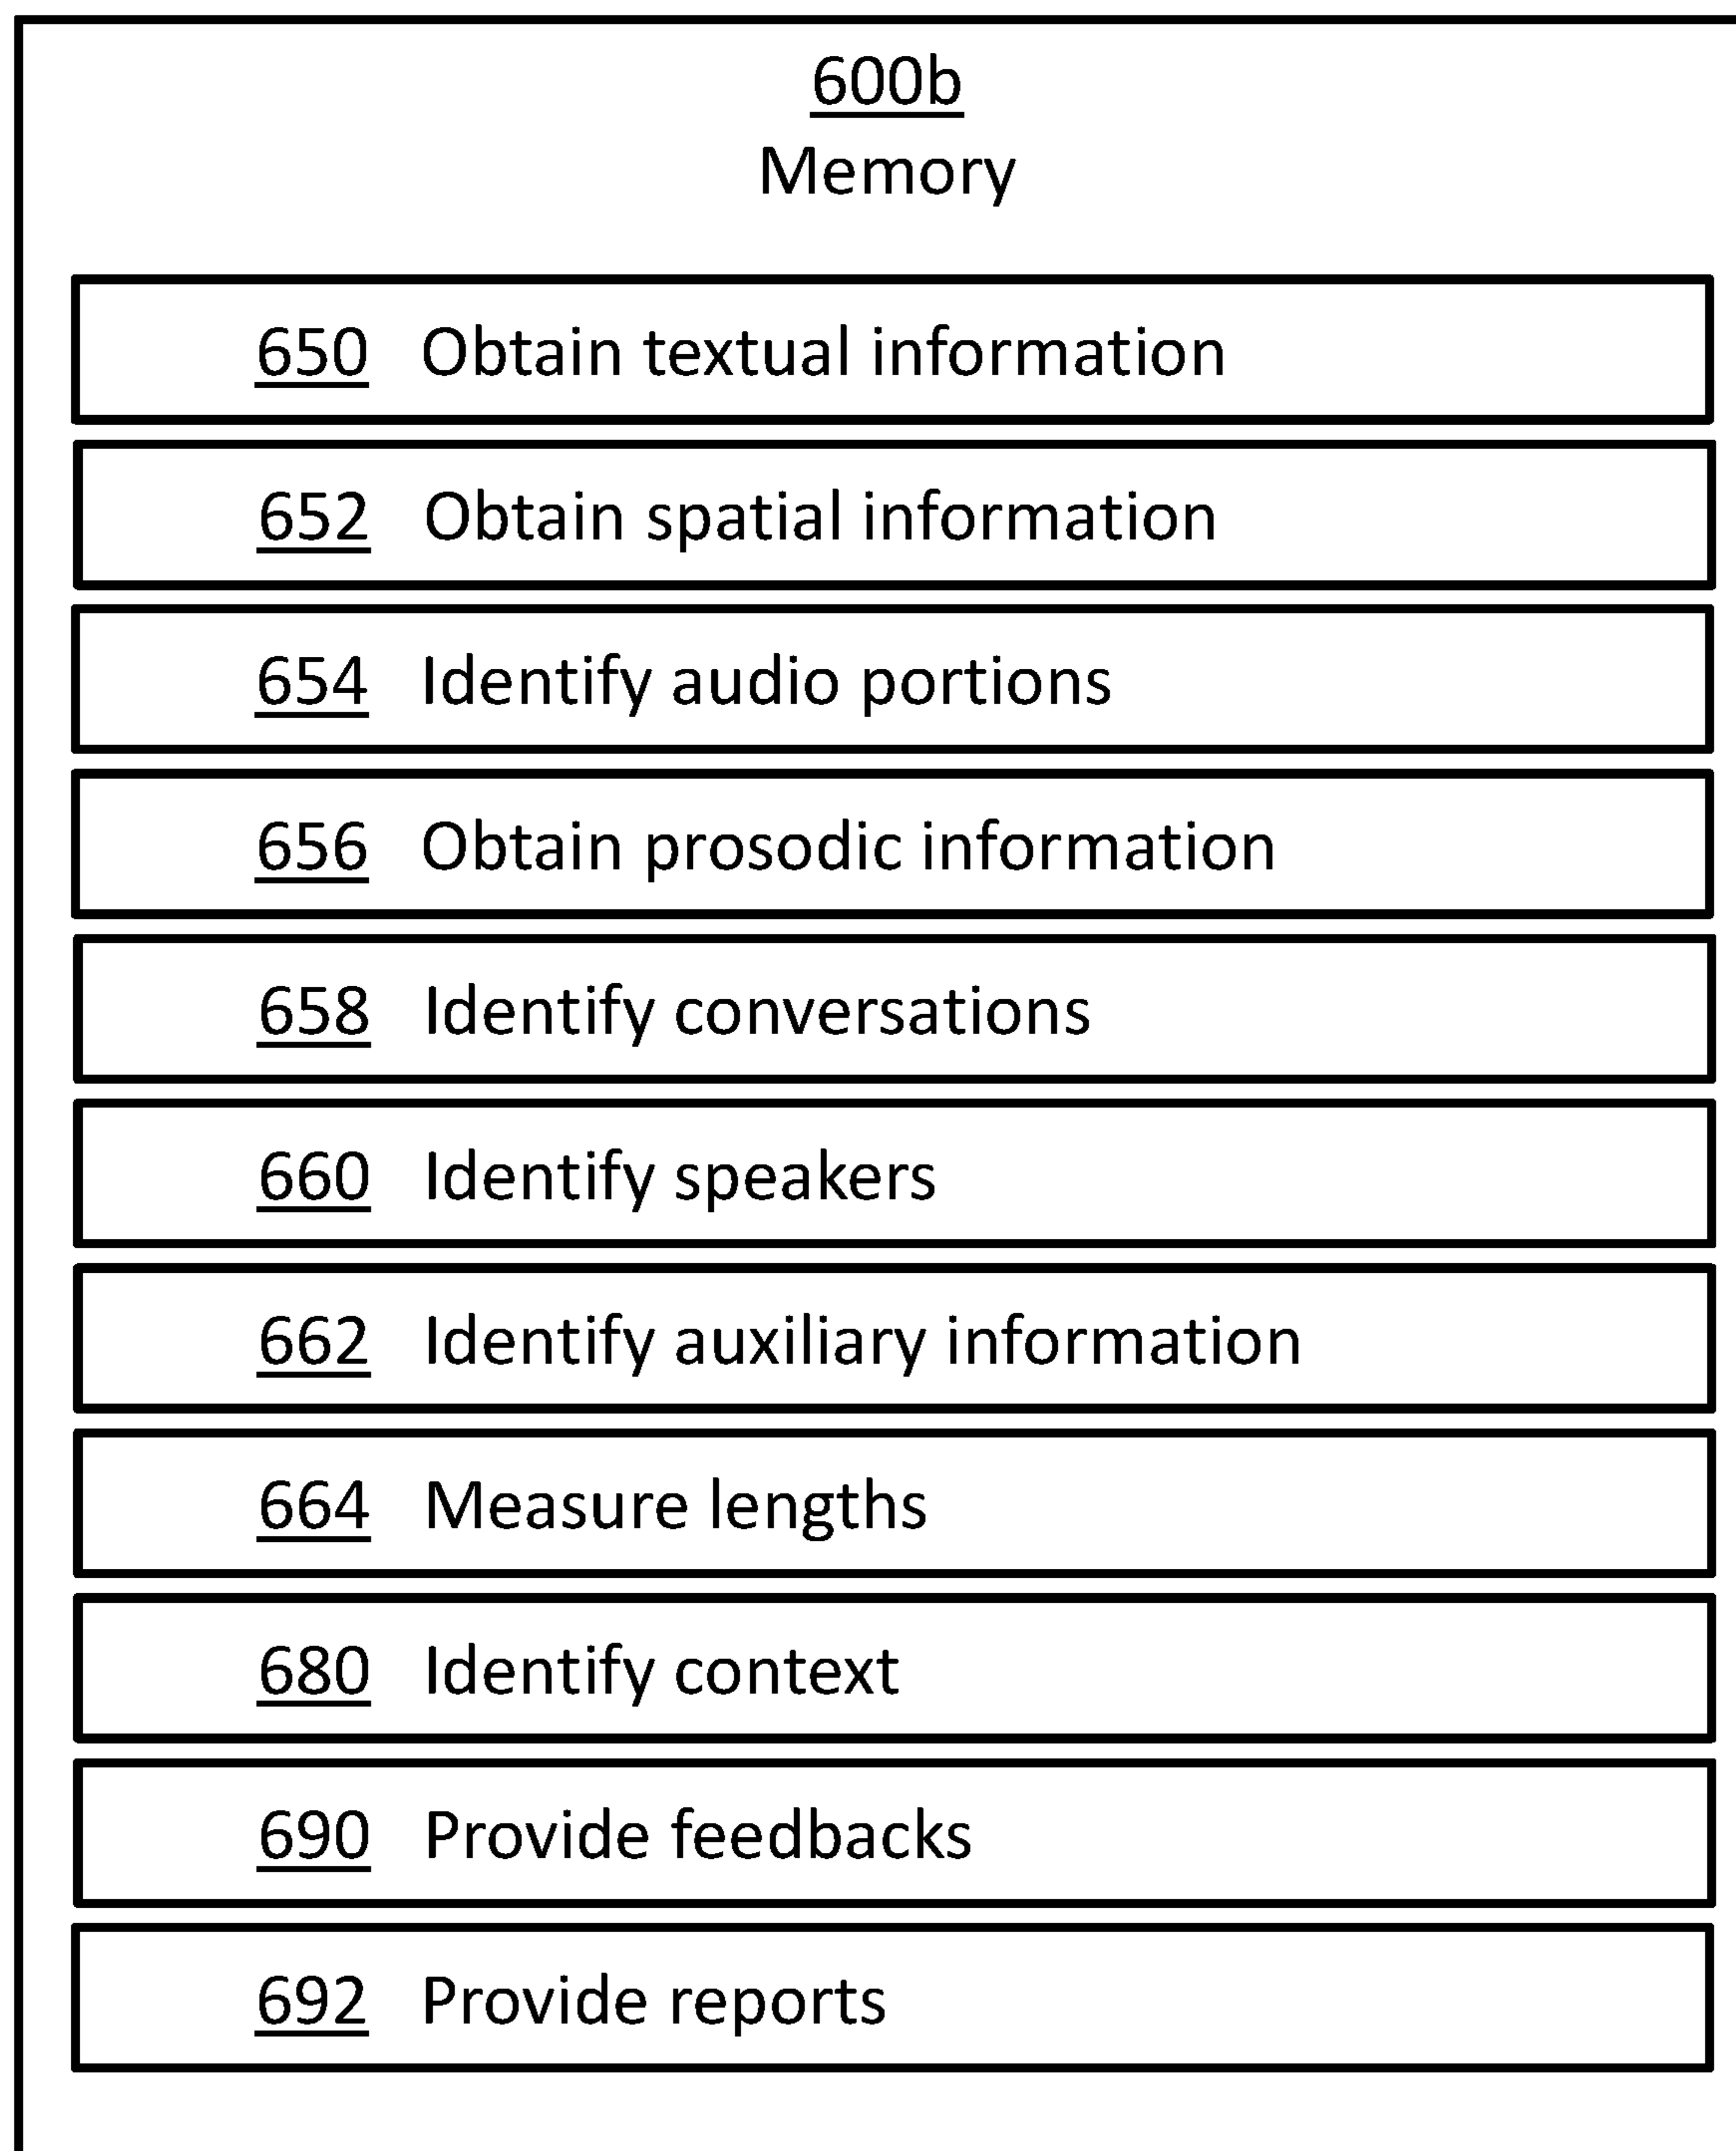 600b
Memory
650 Obtain textual information
652 Obtain spatial information
654 Identify audio portions
656 Obtain prosodic information
658 Identify conversations
660 Identify speakers
662 Identify auxiliary information
664 Measure lengths
680 Identify context
690 Provide feedbacks
692 Provide reports